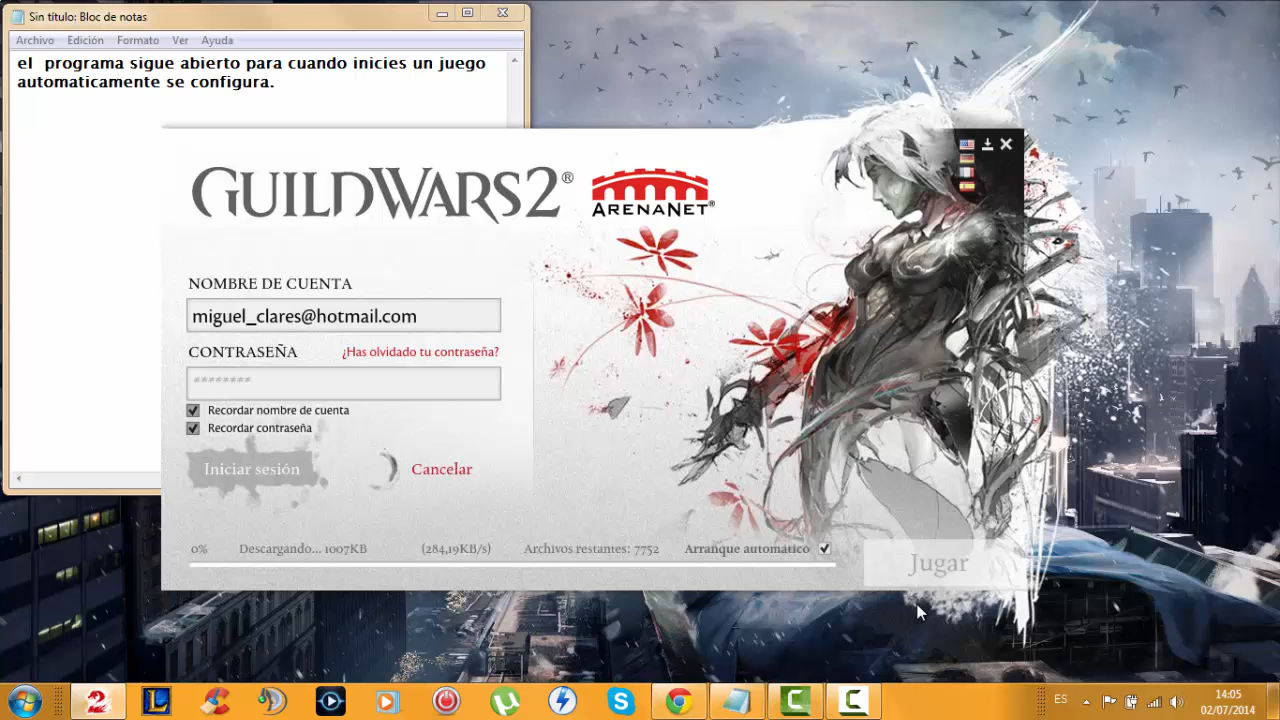 Sin título: Bloc de notas
Archivo Edición Formato Ver Ayuda
el  programa sigue abierto para cuando inicies un juego
automaticamente se configura.
GUILDWARS2®
ARENANET®
NOMBRE DE CUENTA
miguel_clares@hotmail.com
CONTRASEÑA ¿Has olvidado tu contraseña?
********
Recordar nombre de cuenta
Recordar contraseña
Iniciar sesión Cancelar
0% Descargando... 1007KB (284,19KB/s) Archivos restantes: 7752 Arranque automático
Jugar
ES
14:05
02/07/2014